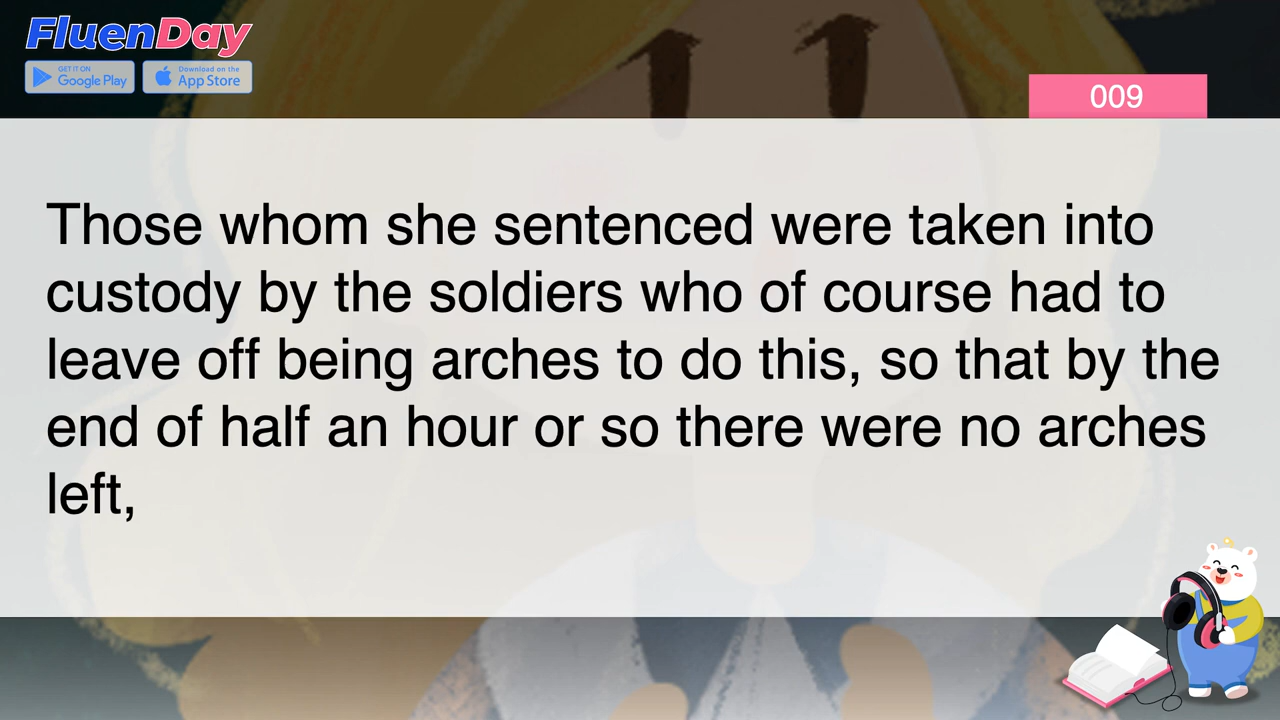 FluenDay
GET IT ON
Google Play
Download on the
App Store
009
Those whom she sentenced were taken into
custody by the soldiers who of course had to
leave off being arches to do this, so that by the
end of half an hour or so there were no arches
left,